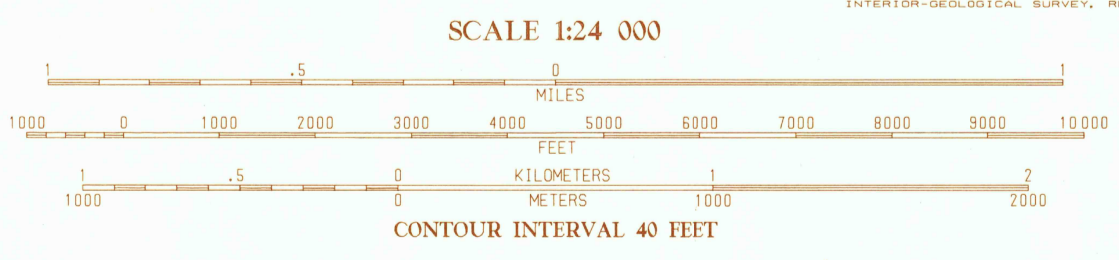 INTERIOR-GEOLOGICAL SURVEY,
SCALE 1:24 000
1 .5 0 1
MILES
1000 0 1000 2000 3000 4000 5000 6000 7000 8000 9000 10 000
FEET
1 .5 0 KILOMETERS 1 2
1000 0 METERS 1000 2000
CONTOUR INTERVAL 40 FEET